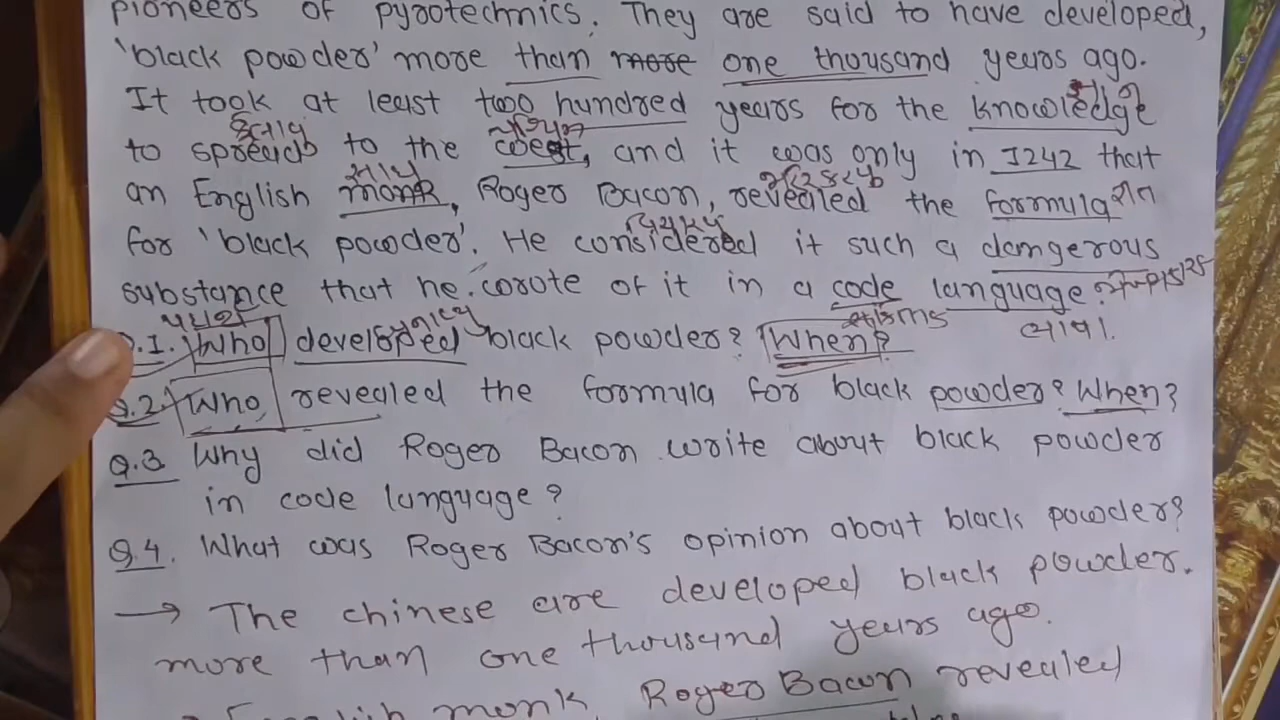 pioneers of pyrotechnics. They are said to have developed,
'black powder' more than more one thousand years ago.
It took at least two hundred years for the knowledge
to spread to the west, and it was only in 1242 that
an English monk, Roger Bacon, revealed the formula
for 'black powder'. He considered it such a dangerous
substance that he wrote of it in a code language.
Q.1. Who developed black powder? When?
Q.2. Who revealed the formula for black powder? When?
Q.3 Why did Roger Bacon write about black powder
in code language?
Q.4. What was Roger Bacon's opinion about black powder?
→ The chinese are developed black powder.
more than one thousand years ago.
monk, Roger Bacon revealed